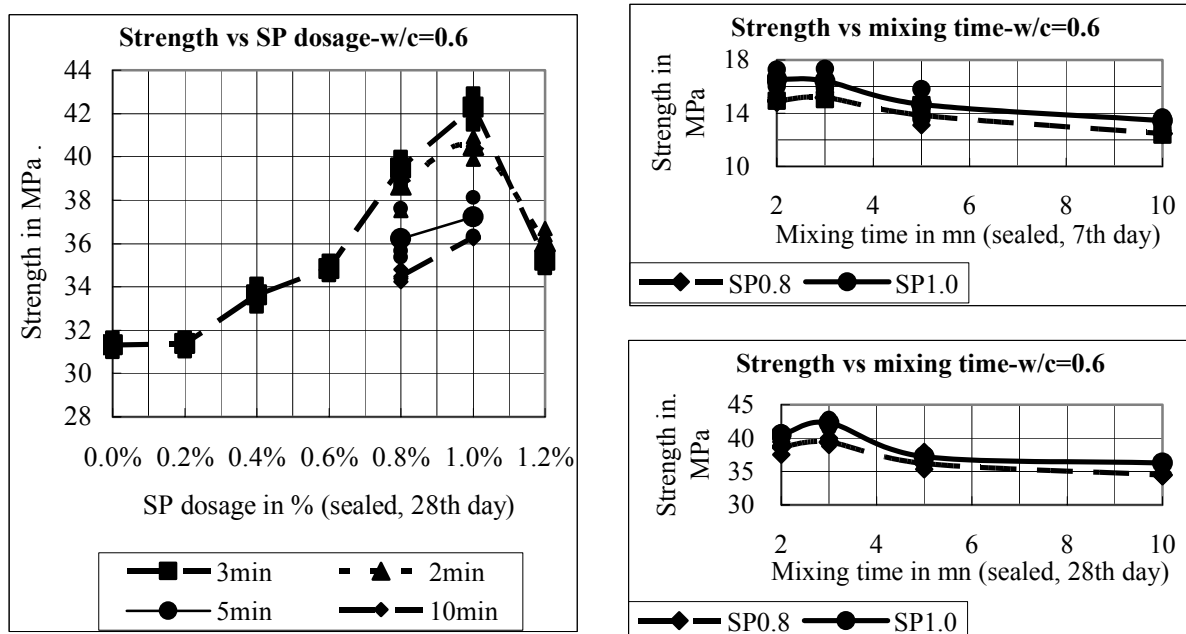 Strength vs SP dosage-w/c=0.6
44
42
40
38
36
34
32
30
28
Strength in MPa .
0.0% 0.2% 0.4% 0.6% 0.8% 1.0% 1.2%
SP dosage in % (sealed, 28th day)
3min 2min
5min 10min
Strength vs mixing time-w/c=0.6
18
14
10
Strength in
MPa
2 4 6 8 10
Mixing time in mn (sealed, 7th day)
SP0.8 SP1.0
Strength vs mixing time-w/c=0.6
45
40
35
30
Strength in.
MPa
2 4 6 8 10
Mixing time in mn (sealed, 28th day)
SP0.8 SP1.0